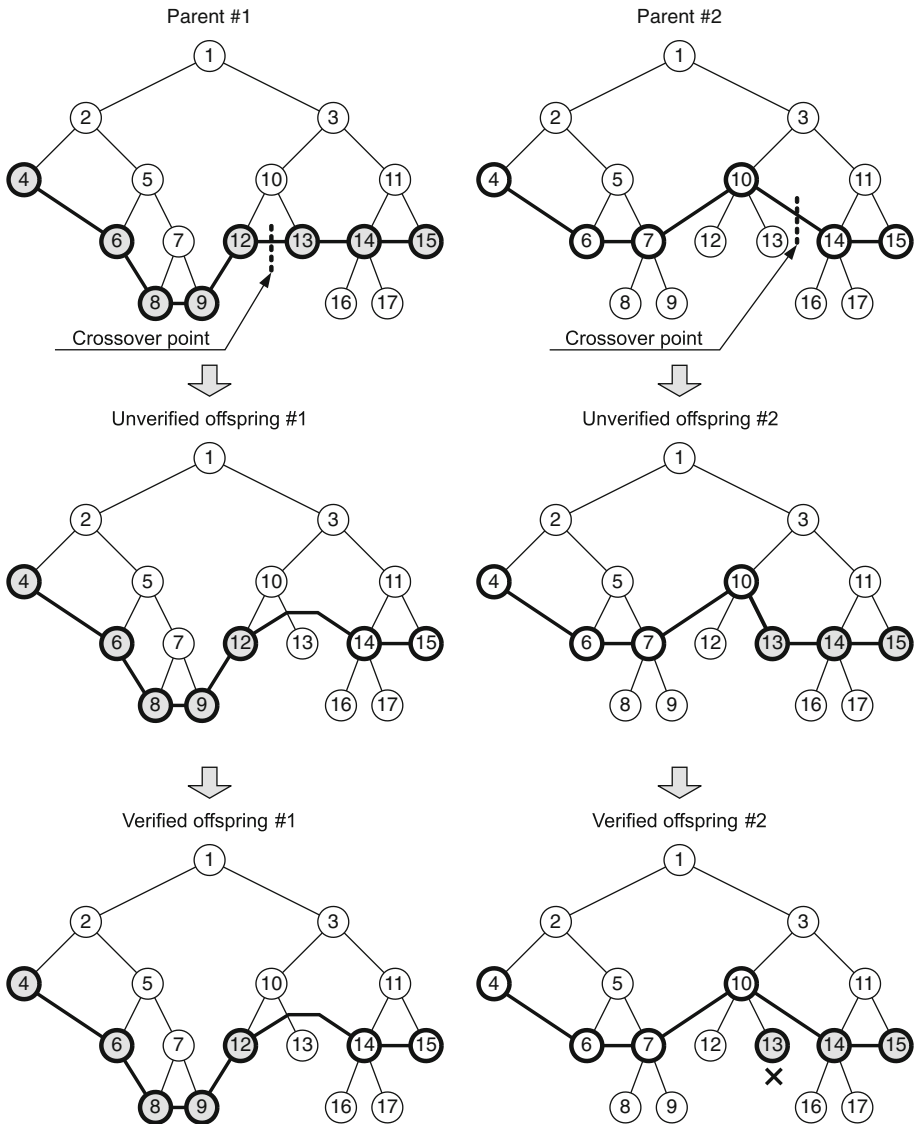 Parent #1 Parent #2
1 1
2 3 2 3
4 5 10 11 4 5 10 11
6 7 12 13 14 15 6 7 12 13 14 15
8 9 16 17 8 9 16 17
Crossover point Crossover point
Unverified offspring #1 Unverified offspring #2
1 1
2 3 2 3
4 5 10 11 4 5 10 11
6 7 12 13 14 15 6 7 12 13 14 15
8 9 16 17 8 9 16 17
Verified offspring #1 Verified offspring #2
1 1
2 3 2 3
4 5 10 11 4 5 10 11
6 7 12 13 14 15 6 7 12 13 14 15
8 9 16 17 8 9 16 17